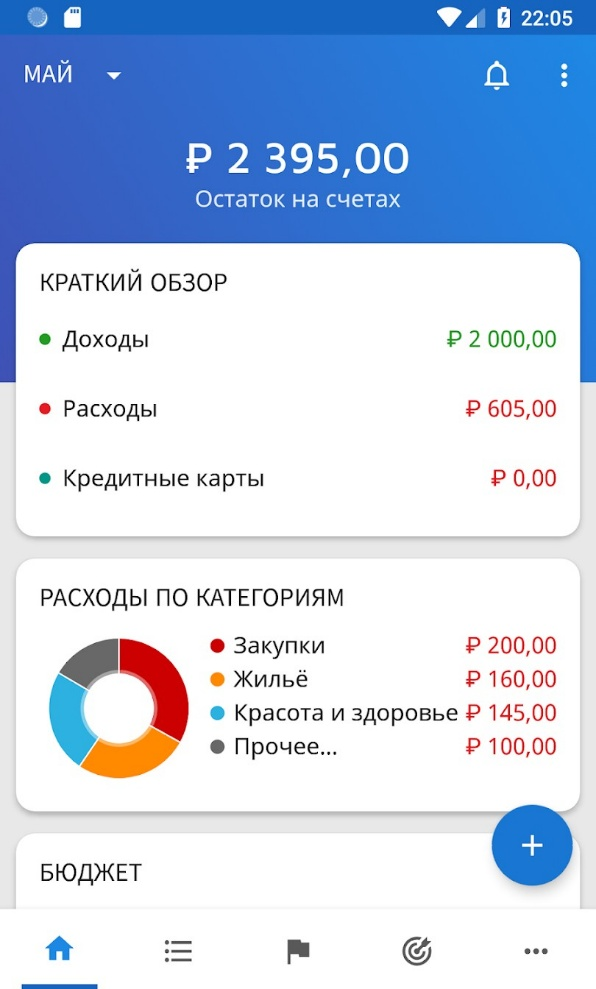 22:05
МАЙ
₽ 2 395,00
Остаток на счетах
КРАТКИЙ ОБЗОР
Доходы ₽ 2 000,00
Расходы ₽ 605,00
Кредитные карты ₽ 0,00
РАСХОДЫ ПО КАТЕГОРИЯМ
Закупки ₽ 200,00
Жильё ₽ 160,00
Красота и здоровье ₽ 145,00
Прочее... ₽ 100,00
БЮДЖЕТ